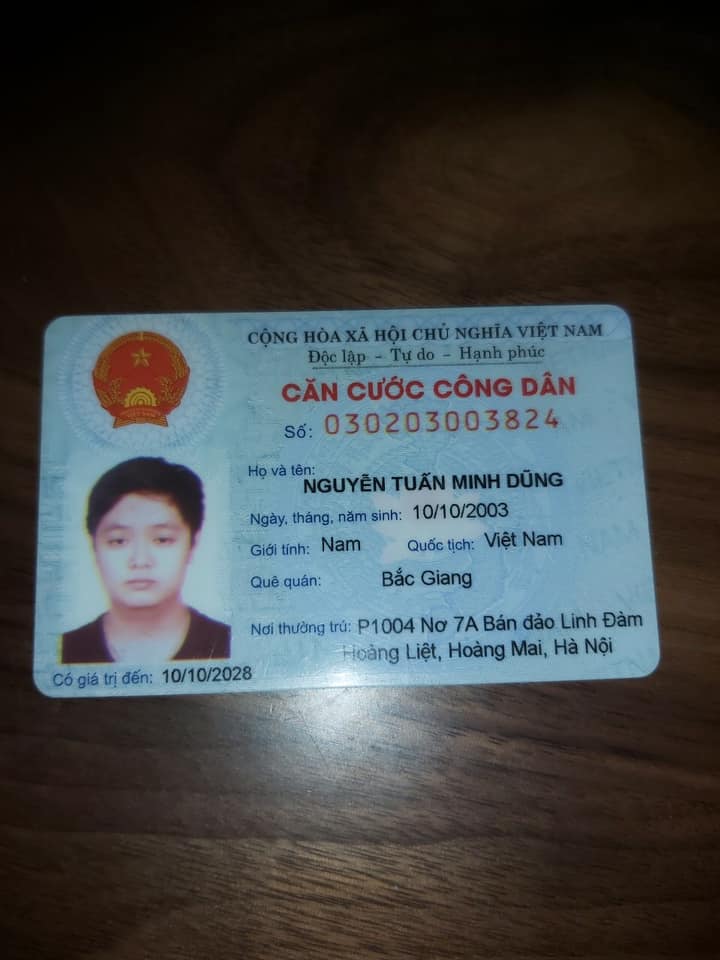 CỘNG HÒA XÃ HỘI CHỦ NGHĨA VIỆT NAM
Độc lập - Tự do - Hạnh phúc
CĂN CƯỚC CÔNG DÂN
Số: 030203003824
Họ và tên:
NGUYỄN TUẤN MINH DŨNG
Ngày, tháng, năm sinh: 10/10/2003
Giới tính: Nam Quốc tịch: Việt Nam
Quê quán: Bắc Giang
Nơi thường trú: P1004 Nơ 7A Bán đảo Linh Đàm
Hoàng Liệt, Hoàng Mai, Hà Nội
Có giá trị đến: 10/10/2028
VIỆT NAM